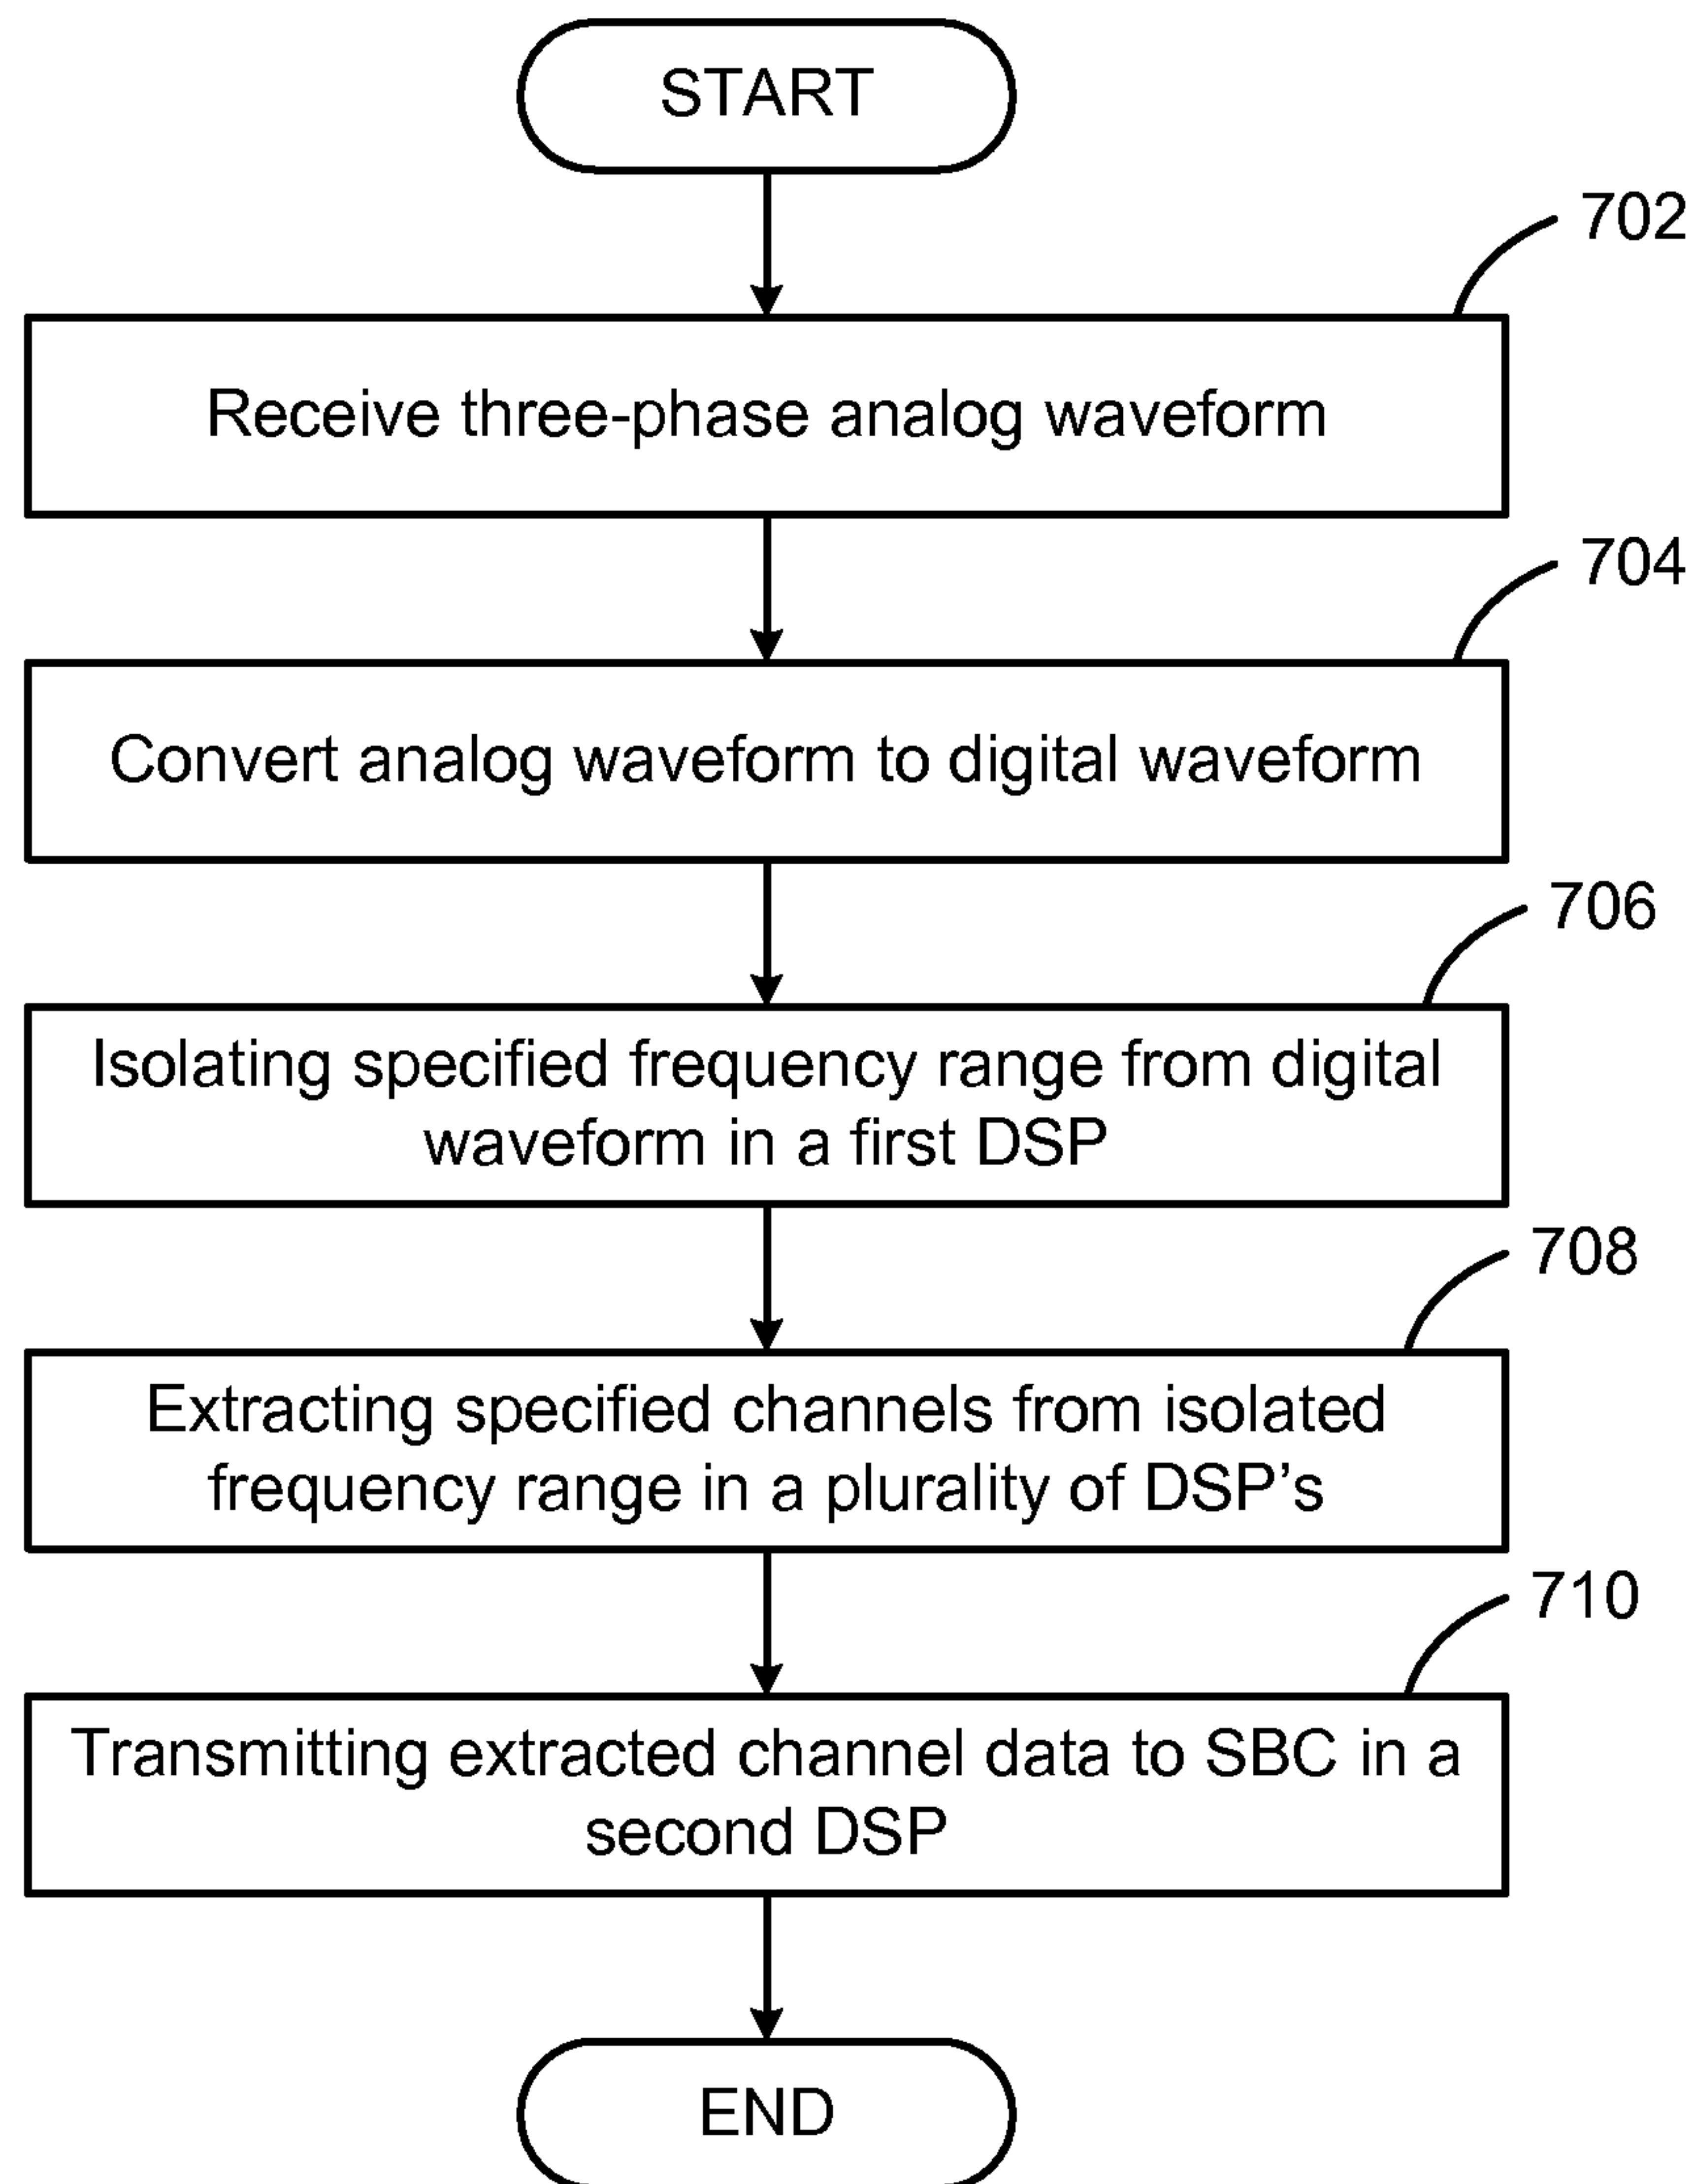 START
702
Receive three-phase analog waveform
704
Convert analog waveform to digital waveform
706
Isolating specified frequency range from digital
waveform in a first DSP
708
Extracting specified channels from isolated
frequency range in a plurality of DSP’s
710
Transmitting extracted channel data to SBC in a
second DSP
END